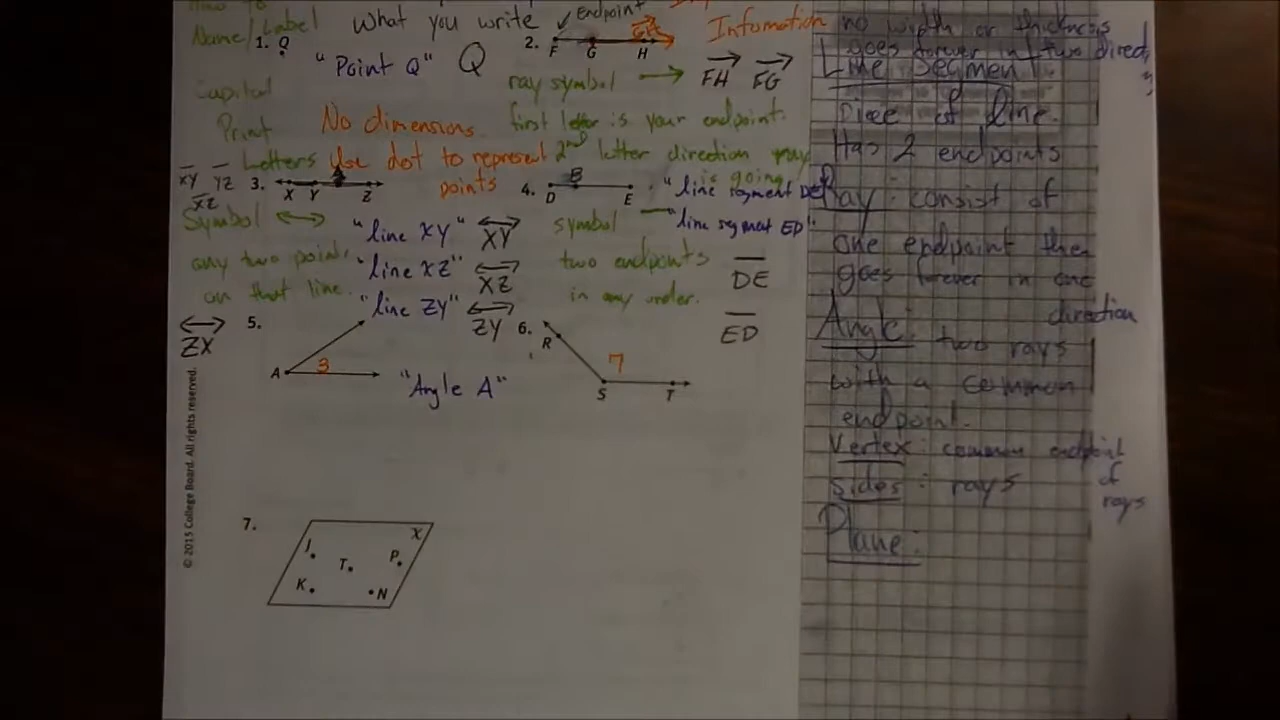 Name/Label
What you write
Endpoint
Information
1. Q
"Point Q" Q
2. F G H
GH
ray symbol → FH FG
Capital
Print
Letters
No dimensions.
Use dot to represent
points
first letter is your endpoint.
2nd letter direction ray
is going
XY YZ
XZ
3. X Y Z
Symbol ↔
any two points
on that line.
"line XY" XY
"line XZ" XZ
"line ZY" ZY
ZX
4. D B E
"line segment DE"
symbol — "line segment ED"
two endpoints
in any order.
DE
ED
5.
A 3
"Angle A"
6.
R 7
S T
7.
X
J T P
K N
© 2015 College Board. All rights reserved.
no width or thickness
goes forever in two direc
Line Segment:
Piece of line.
Has 2 endpoints
Ray: consist of
one endpoint then
goes forever in one
direction
Angle: two rays
with a common
endpoint.
Vertex: common endpoint
of
rays
Sides: rays
Plane: